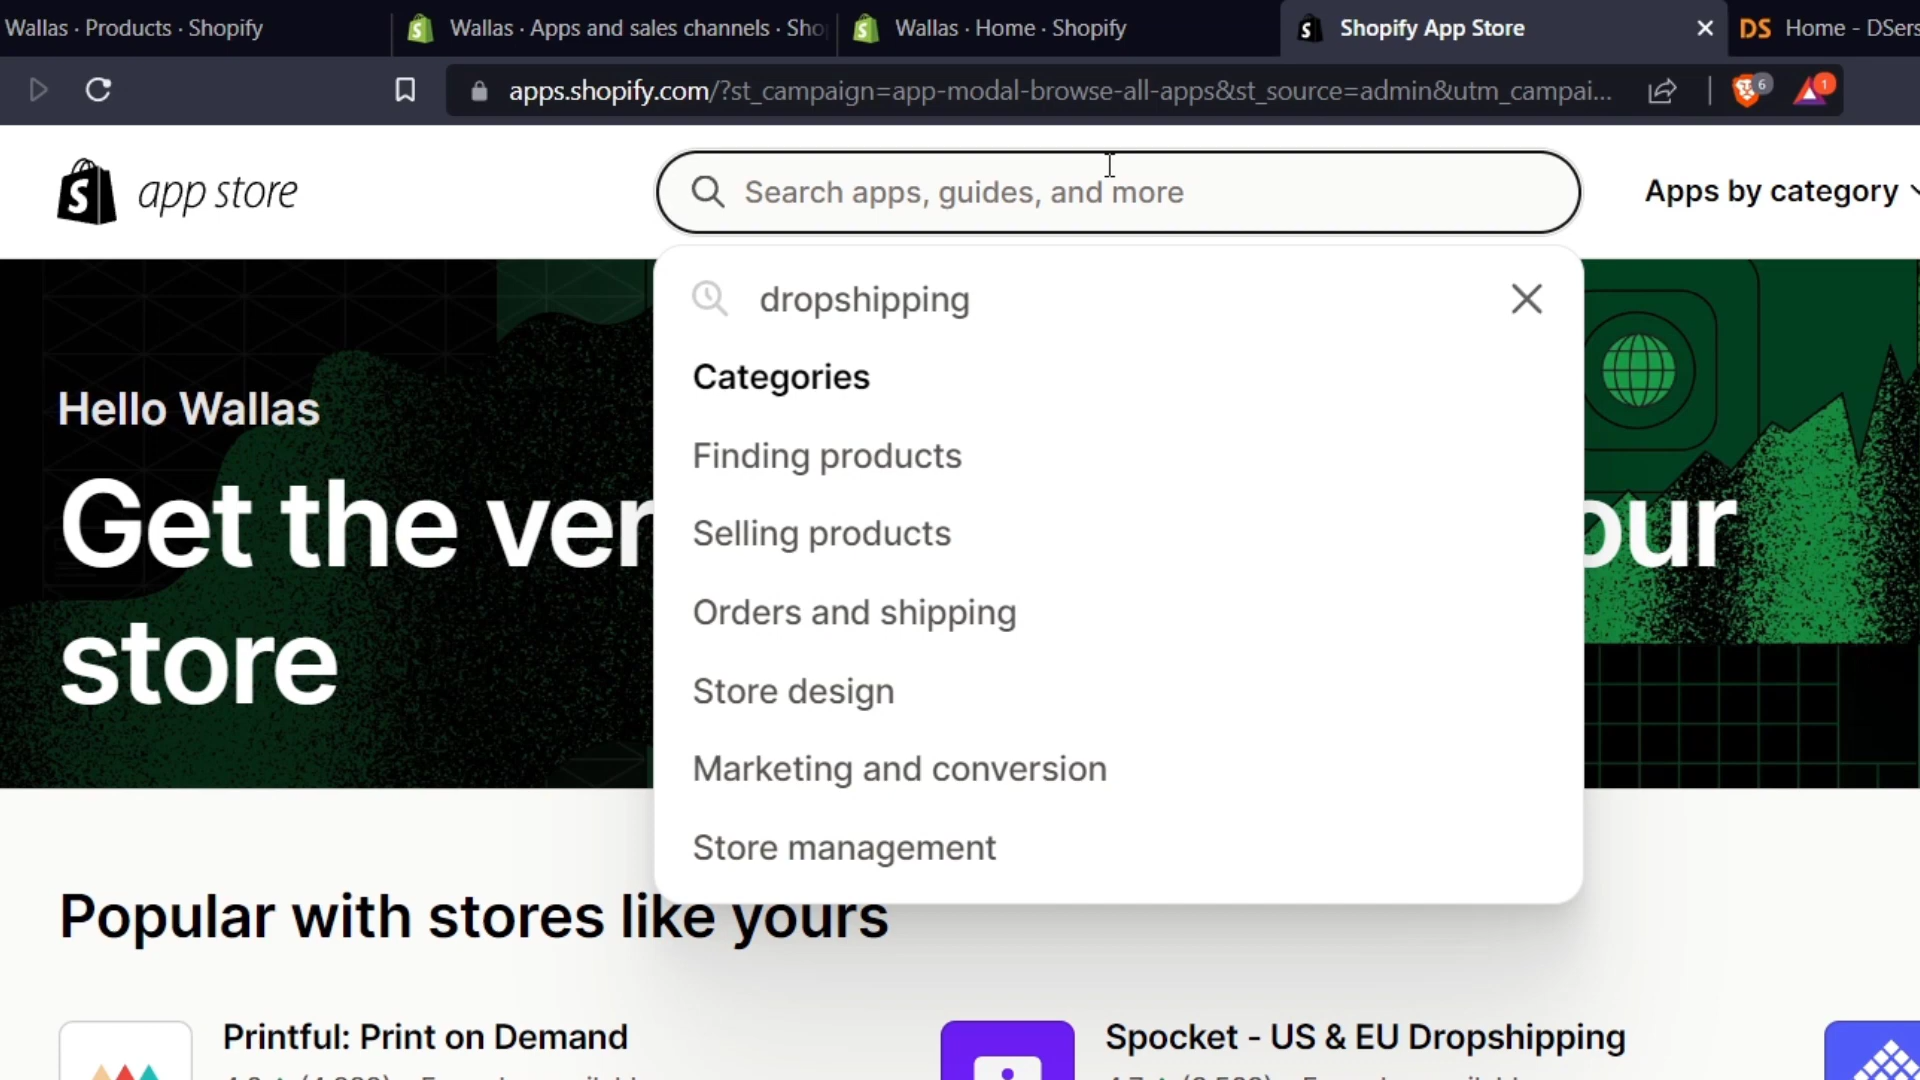 Wallas · Products · Shopify
Wallas · Apps and sales channels · Sho
Wallas · Home · Shopify
Shopify App Store
DS Home - DSers
apps.shopify.com/?st_campaign=app-modal-browse-all-apps&st_source=admin&utm_campai...
6
1
app store
Search apps, guides, and more
Apps by category
dropshipping
Categories
Hello Wallas
Finding products
Get the ver
our
Selling products
Orders and shipping
store
Store design
Marketing and conversion
Store management
Popular with stores like yours
Printful: Print on Demand
Spocket - US & EU Dropshipping